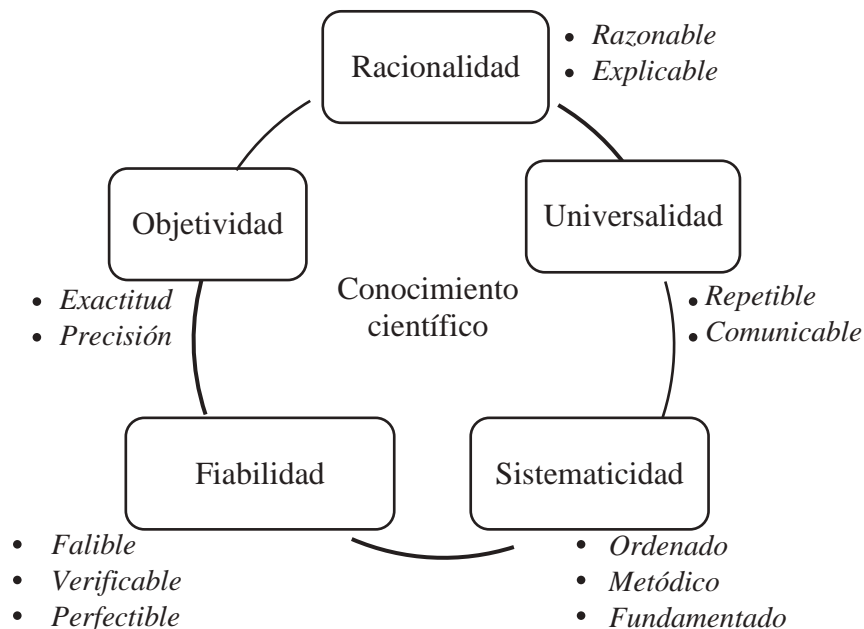 Racionalidad
• Razonable
• Explicable
Universalidad
• Repetible
• Comunicable
Sistematicidad
• Ordenado
• Metódico
• Fundamentado
Fiabilidad
• Falible
• Verificable
• Perfectible
Objetividad
• Exactitud
• Precisión
Conocimiento
científico